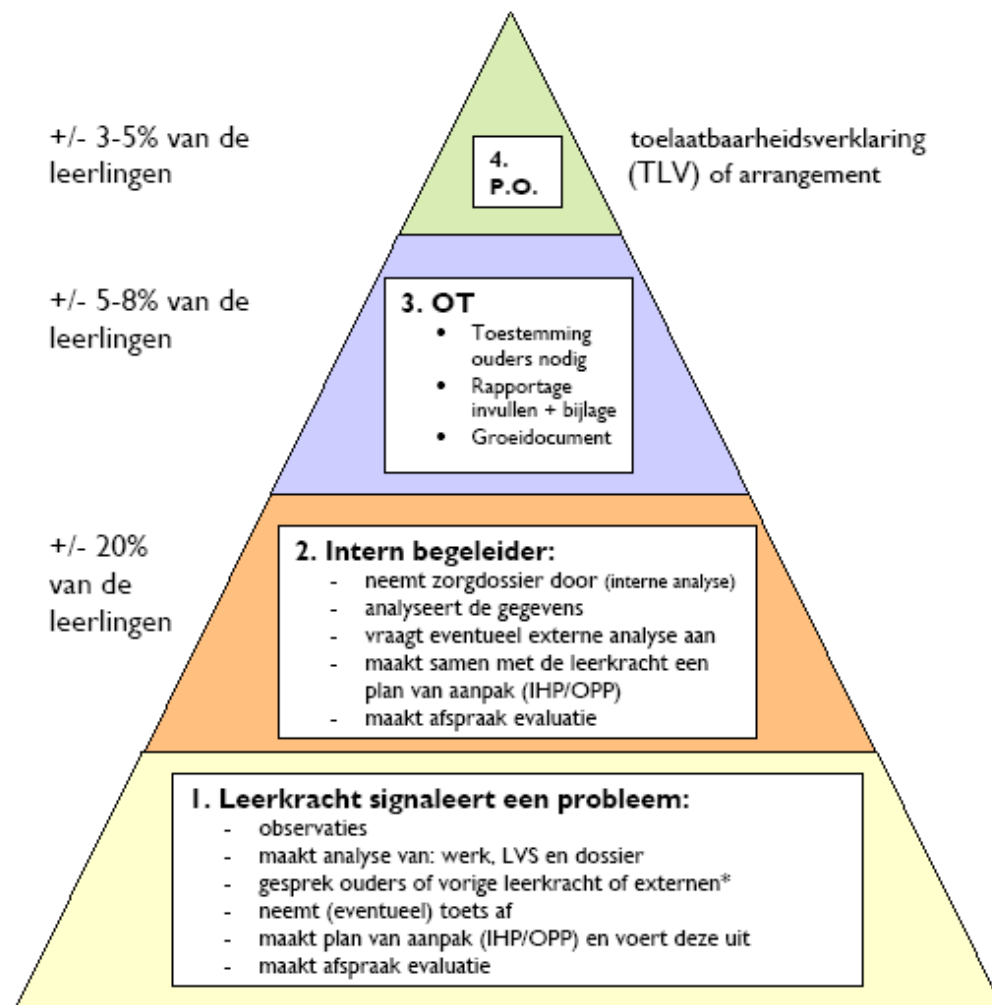 +/- 3-5% van de
leerlingen
4.
P.O.
toelaatbaarheidsverklaring
(TLV) of arrangement
+/- 5-8% van de
leerlingen
3. OT
• Toestemming
ouders nodig
• Rapportage
invullen + bijlage
• Groeidocument
+/- 20%
van de
leerlingen
2. Intern begeleider:
- neemt zorgdossier door (interne analyse)
- analyseert de gegevens
- vraagt eventueel externe analyse aan
- maakt samen met de leerkracht een
plan van aanpak (IHP/OPP)
- maakt afspraak evaluatie
1. Leerkracht signaleert een probleem:
- observaties
- maakt analyse van: werk, LVS en dossier
- gesprek ouders of vorige leerkracht of externen*
- neemt (eventueel) toets af
- maakt plan van aanpak (IHP/OPP) en voert deze uit
- maakt afspraak evaluatie